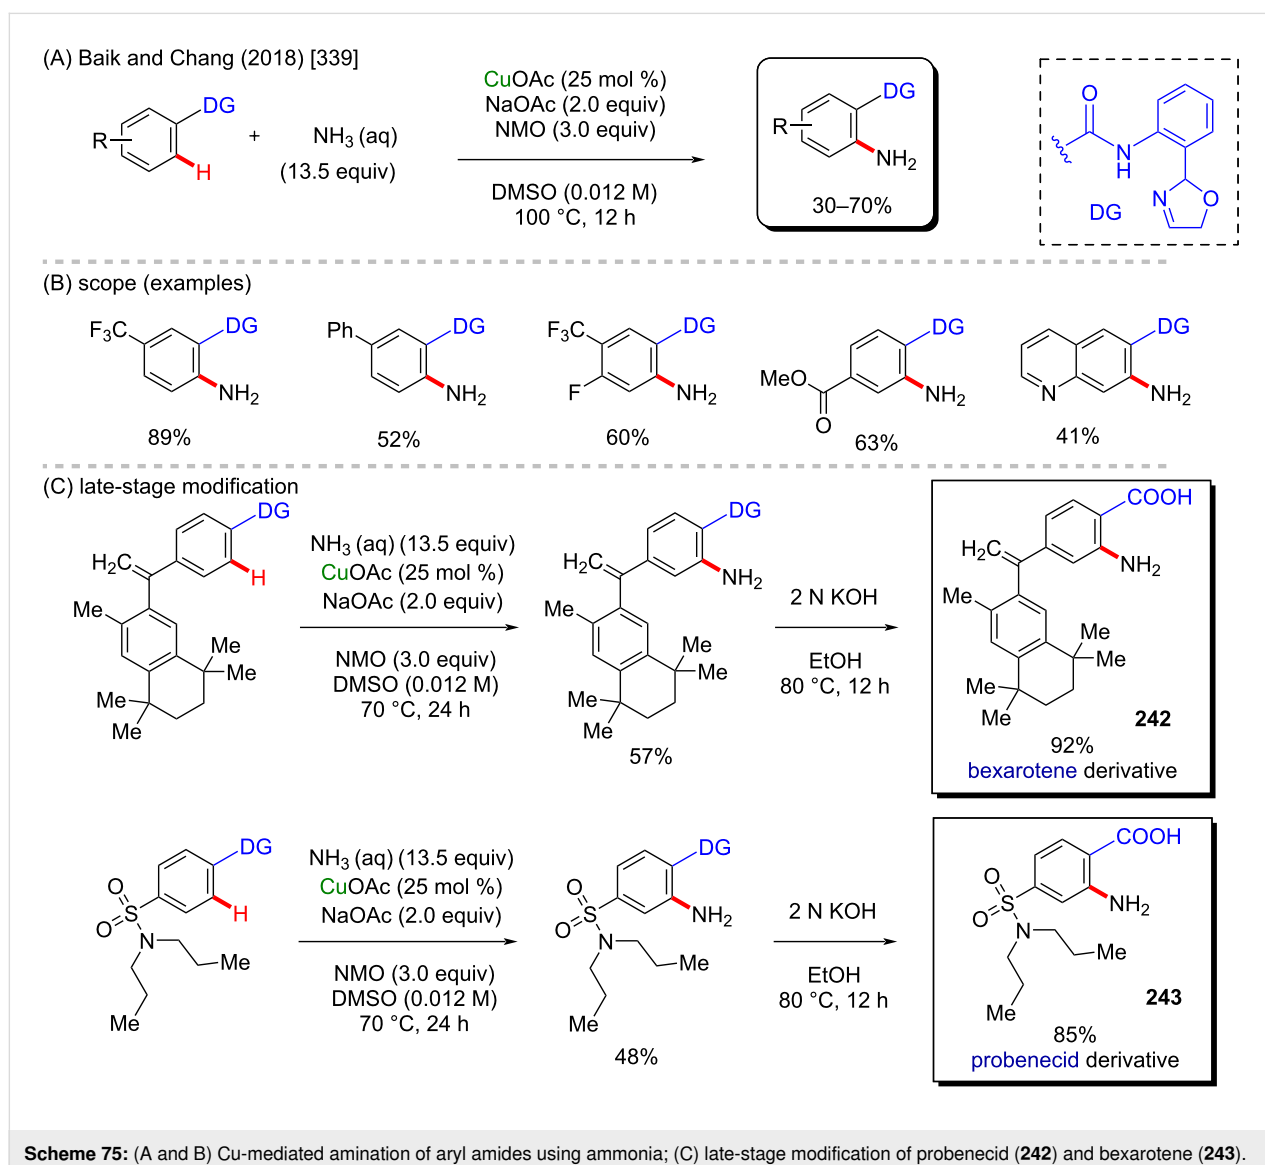 (A) Baik and Chang (2018) [339]
DG
R
H
+
NH3 (aq)
(13.5 equiv)
CuOAc (25 mol %)
NaOAc (2.0 equiv)
NMO (3.0 equiv)
DMSO (0.012 M)
100 °C, 12 h
DG
R
NH2
30–70%
O
N
H
N
O
DG
(B) scope (examples)
F3C
DG
NH2
89%
Ph
DG
NH2
52%
F3C
DG
F
NH2
60%
DG
MeO
O
NH2
63%
DG
N
NH2
41%
(C) late-stage modification
DG
H2C
H
Me
Me
Me
Me
Me
NH3 (aq) (13.5 equiv)
CuOAc (25 mol %)
NaOAc (2.0 equiv)
NMO (3.0 equiv)
DMSO (0.012 M)
70 °C, 24 h
DG
H2C
NH2
Me
Me
Me
Me
Me
57%
2 N KOH
EtOH
80 °C, 12 h
COOH
H2C
NH2
Me
Me
Me
Me
Me
242
92%
bexarotene derivative
DG
O
S
O
H
N
Me
Me
NH3 (aq) (13.5 equiv)
CuOAc (25 mol %)
NaOAc (2.0 equiv)
NMO (3.0 equiv)
DMSO (0.012 M)
70 °C, 24 h
DG
O
S
O
NH2
N
Me
Me
48%
2 N KOH
EtOH
80 °C, 12 h
COOH
O
S
O
NH2
N
Me
Me
243
85%
probenecid derivative
Scheme 75: (A and B) Cu-mediated amination of aryl amides using ammonia; (C) late-stage modification of probenecid (242) and bexarotene (243).